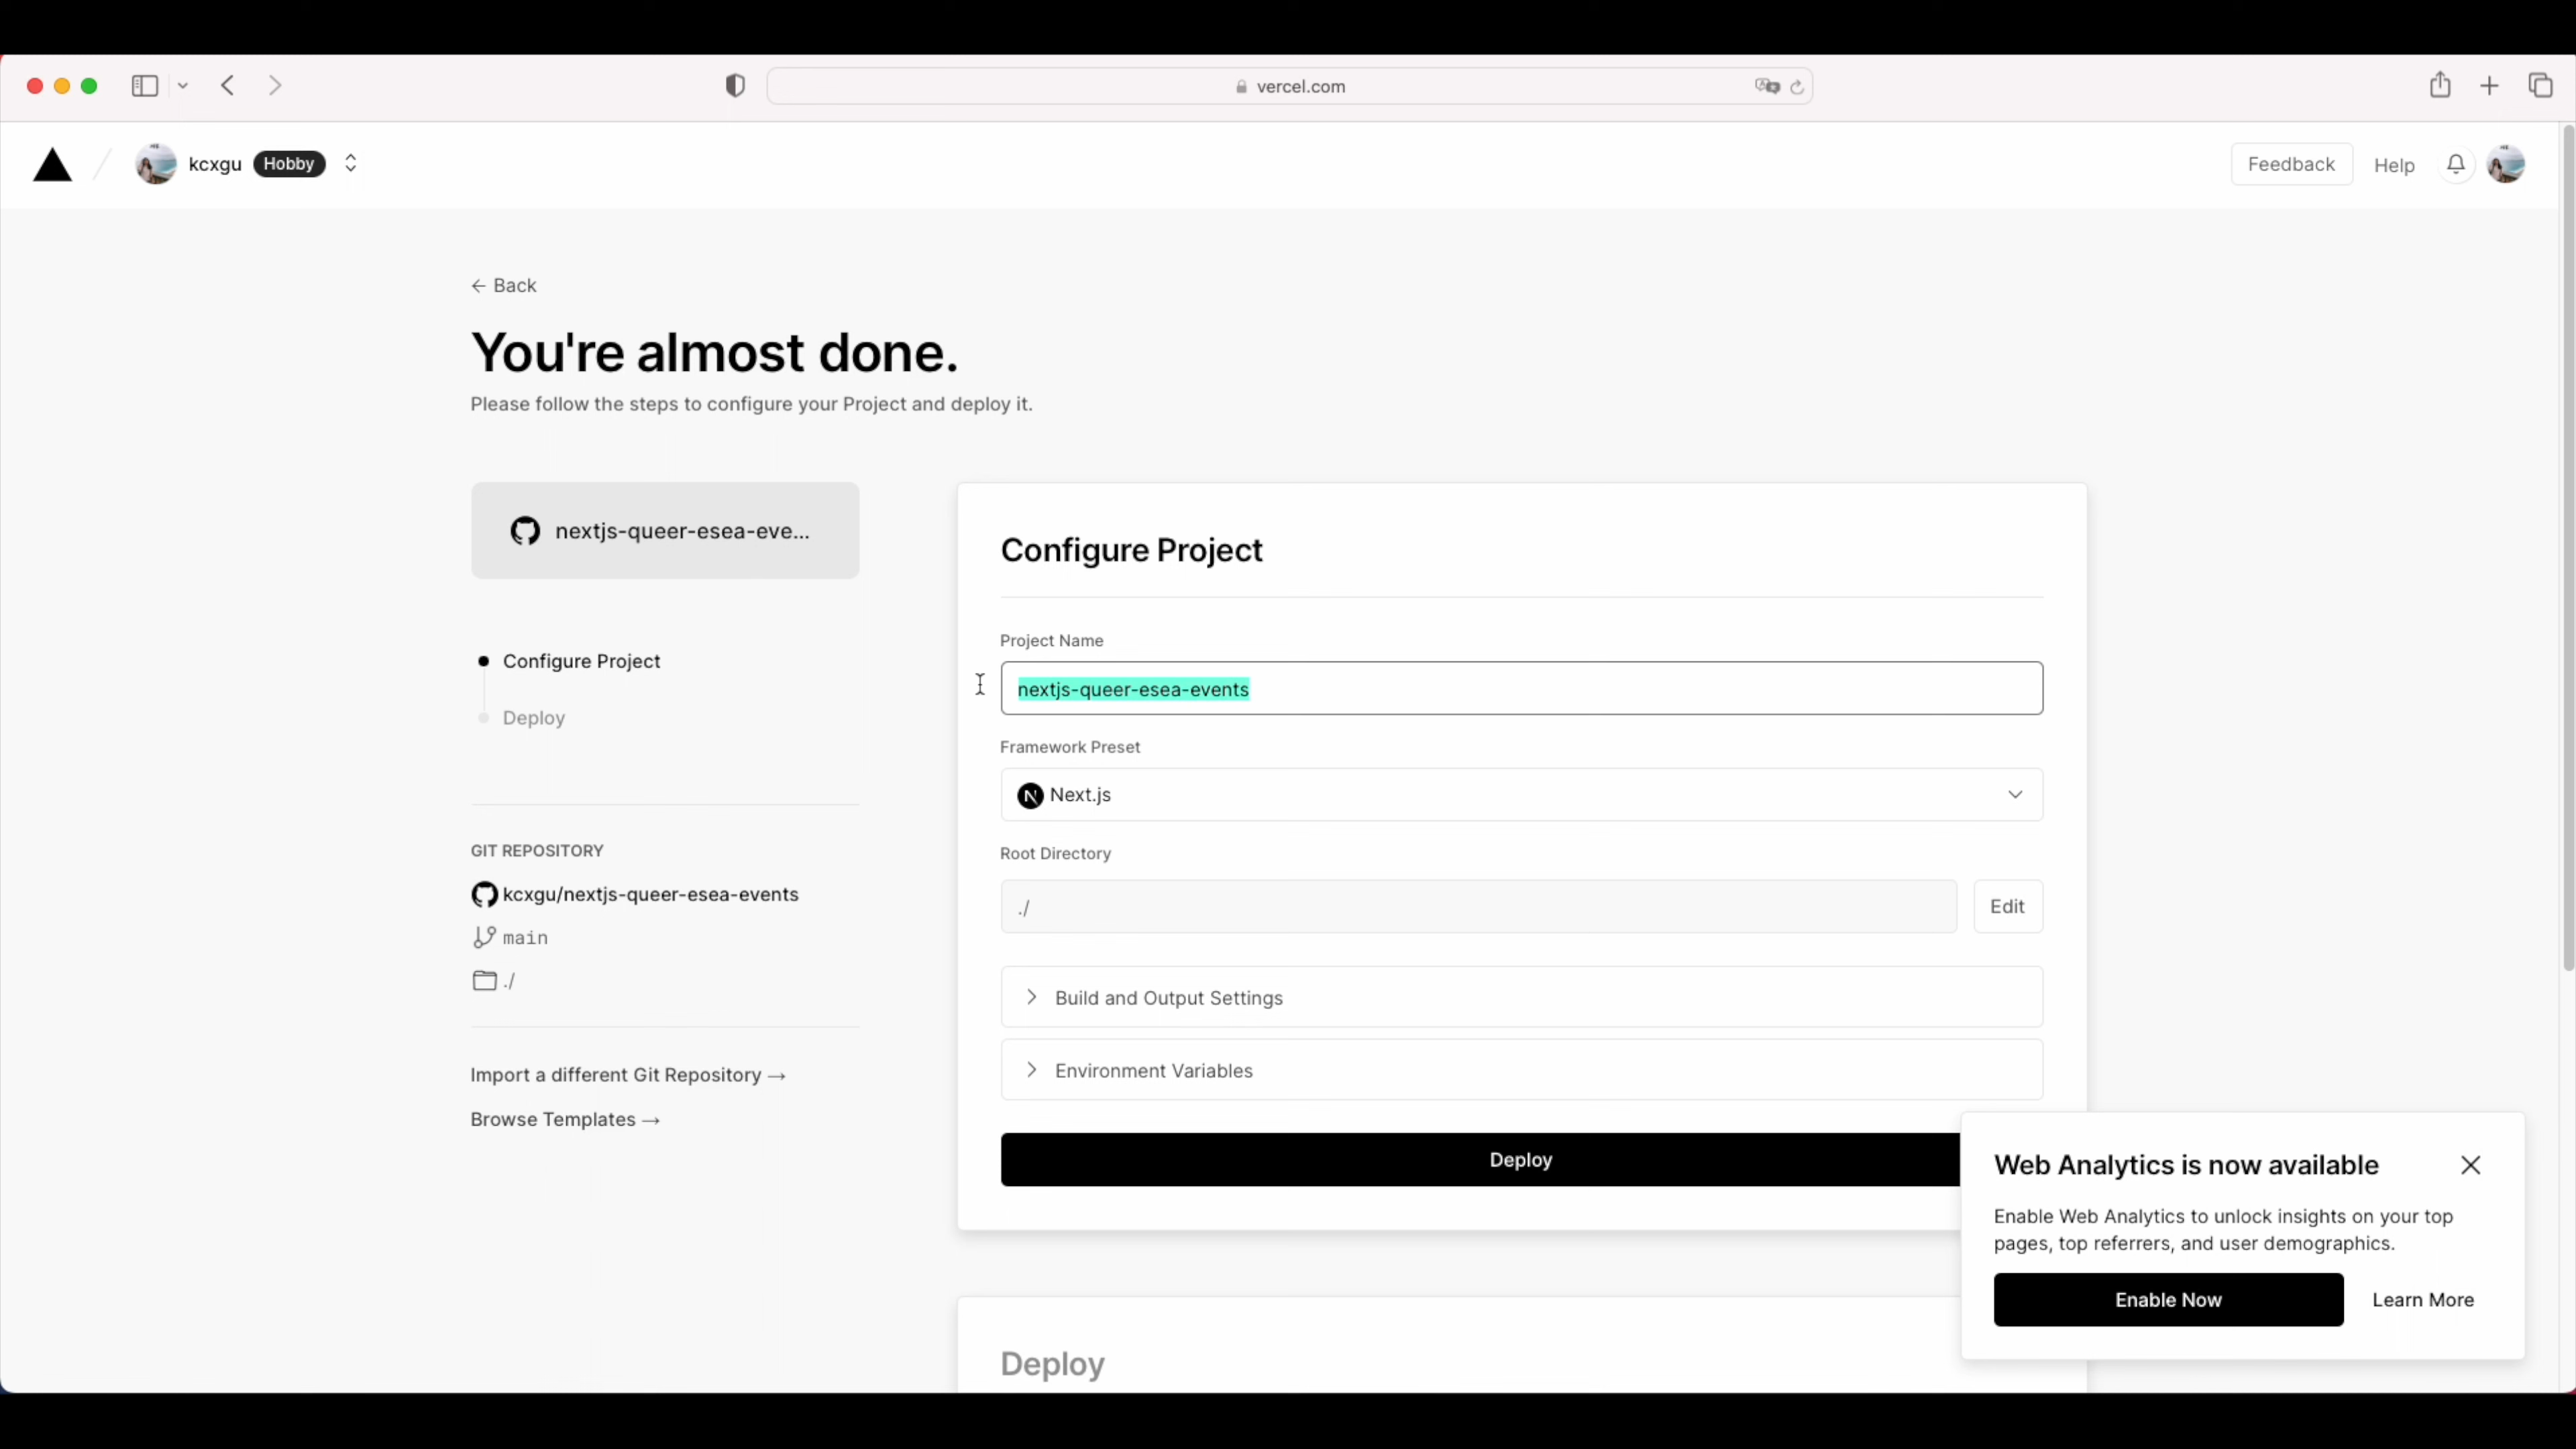 vercel.com
kcxgu Hobby
Feedback Help
← Back
You're almost done.
Please follow the steps to configure your Project and deploy it.
nextjs-queer-esea-eve...
Configure Project
Deploy
GIT REPOSITORY
kcxgu/nextjs-queer-esea-events
main
./
Import a different Git Repository →
Browse Templates →
Configure Project
Project Name
nextjs-queer-esea-events
Framework Preset
N Next.js
Root Directory
./ Edit
Build and Output Settings
Environment Variables
Deploy
Deploy
Web Analytics is now available
Enable Web Analytics to unlock insights on your top
pages, top referrers, and user demographics.
Enable Now Learn More